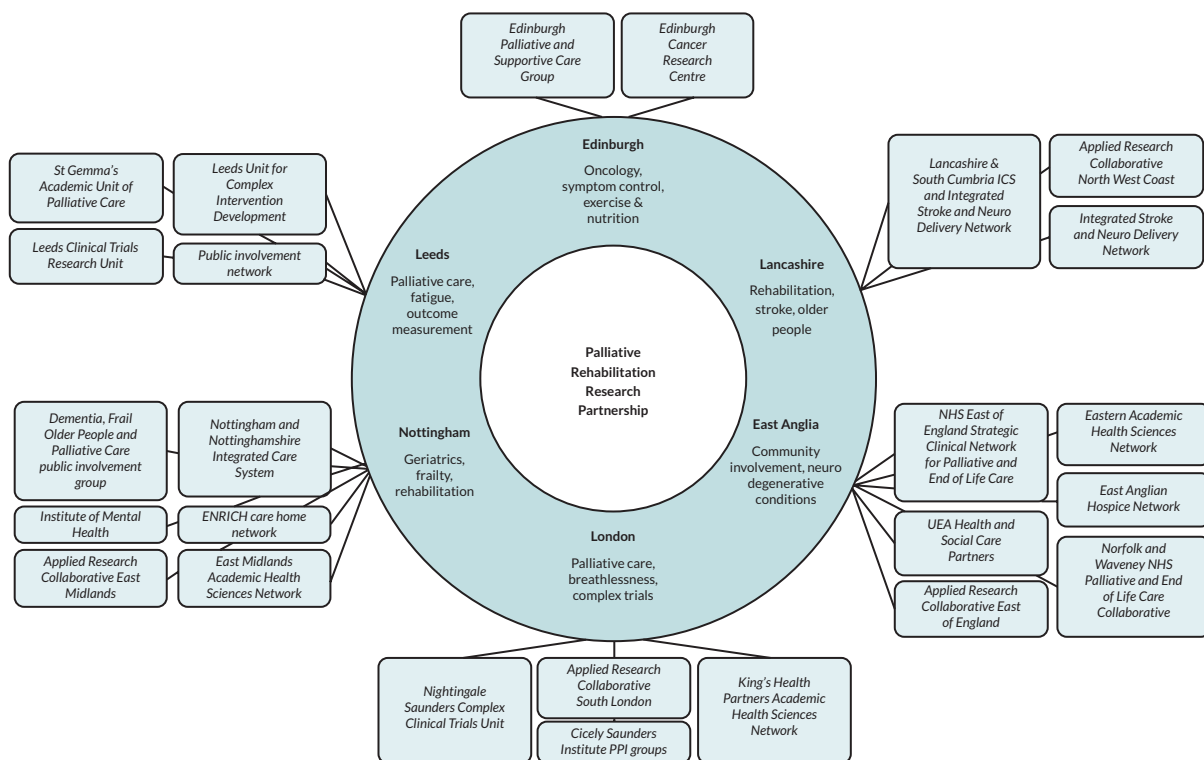 Edinburgh
Palliative and
Supportive Care
Group
Edinburgh
Cancer
Research
Centre
Edinburgh
Oncology,
symptom control,
exercise &
nutrition
St Gemma's
Academic Unit of
Palliative Care
Leeds Unit for
Complex
Intervention
Development
Leeds Clinical Trials
Research Unit
Public involvement
network
Leeds
Palliative care,
fatigue,
outcome
measurement
Lancashire
Rehabilitation,
stroke, older
people
Lancashire &
South Cumbria ICS
and Integrated
Stroke and Neuro
Delivery Network
Applied Research
Collaborative
North West Coast
Integrated Stroke
and Neuro Delivery
Network
Palliative
Rehabilitation
Research
Partnership
Dementia, Frail
Older People and
Palliative Care
public involvement
group
Nottingham and
Nottinghamshire
Integrated Care
System
Institute of Mental
Health
ENRICH care home
network
Applied Research
Collaborative East
Midlands
East Midlands
Academic Health
Sciences Network
Nottingham
Geriatrics,
frailty,
rehabilitation
East Anglia
Community
involvement, neuro
degenerative
conditions
NHS East of
England Strategic
Clinical Network
for Palliative and
End of Life Care
Eastern Academic
Health Sciences
Network
East Anglian
Hospice Network
UEA Health and
Social Care
Partners
Norfolk and
Waveney NHS
Palliative and End
of Life Care
Collaborative
Applied Research
Collaborative East
of England
London
Palliative care,
breathlessness,
complex trials
Nightingale
Saunders Complex
Clinical Trials Unit
Applied Research
Collaborative
South London
Cicely Saunders
Institute PPI groups
King's Health
Partners Academic
Health Sciences
Network